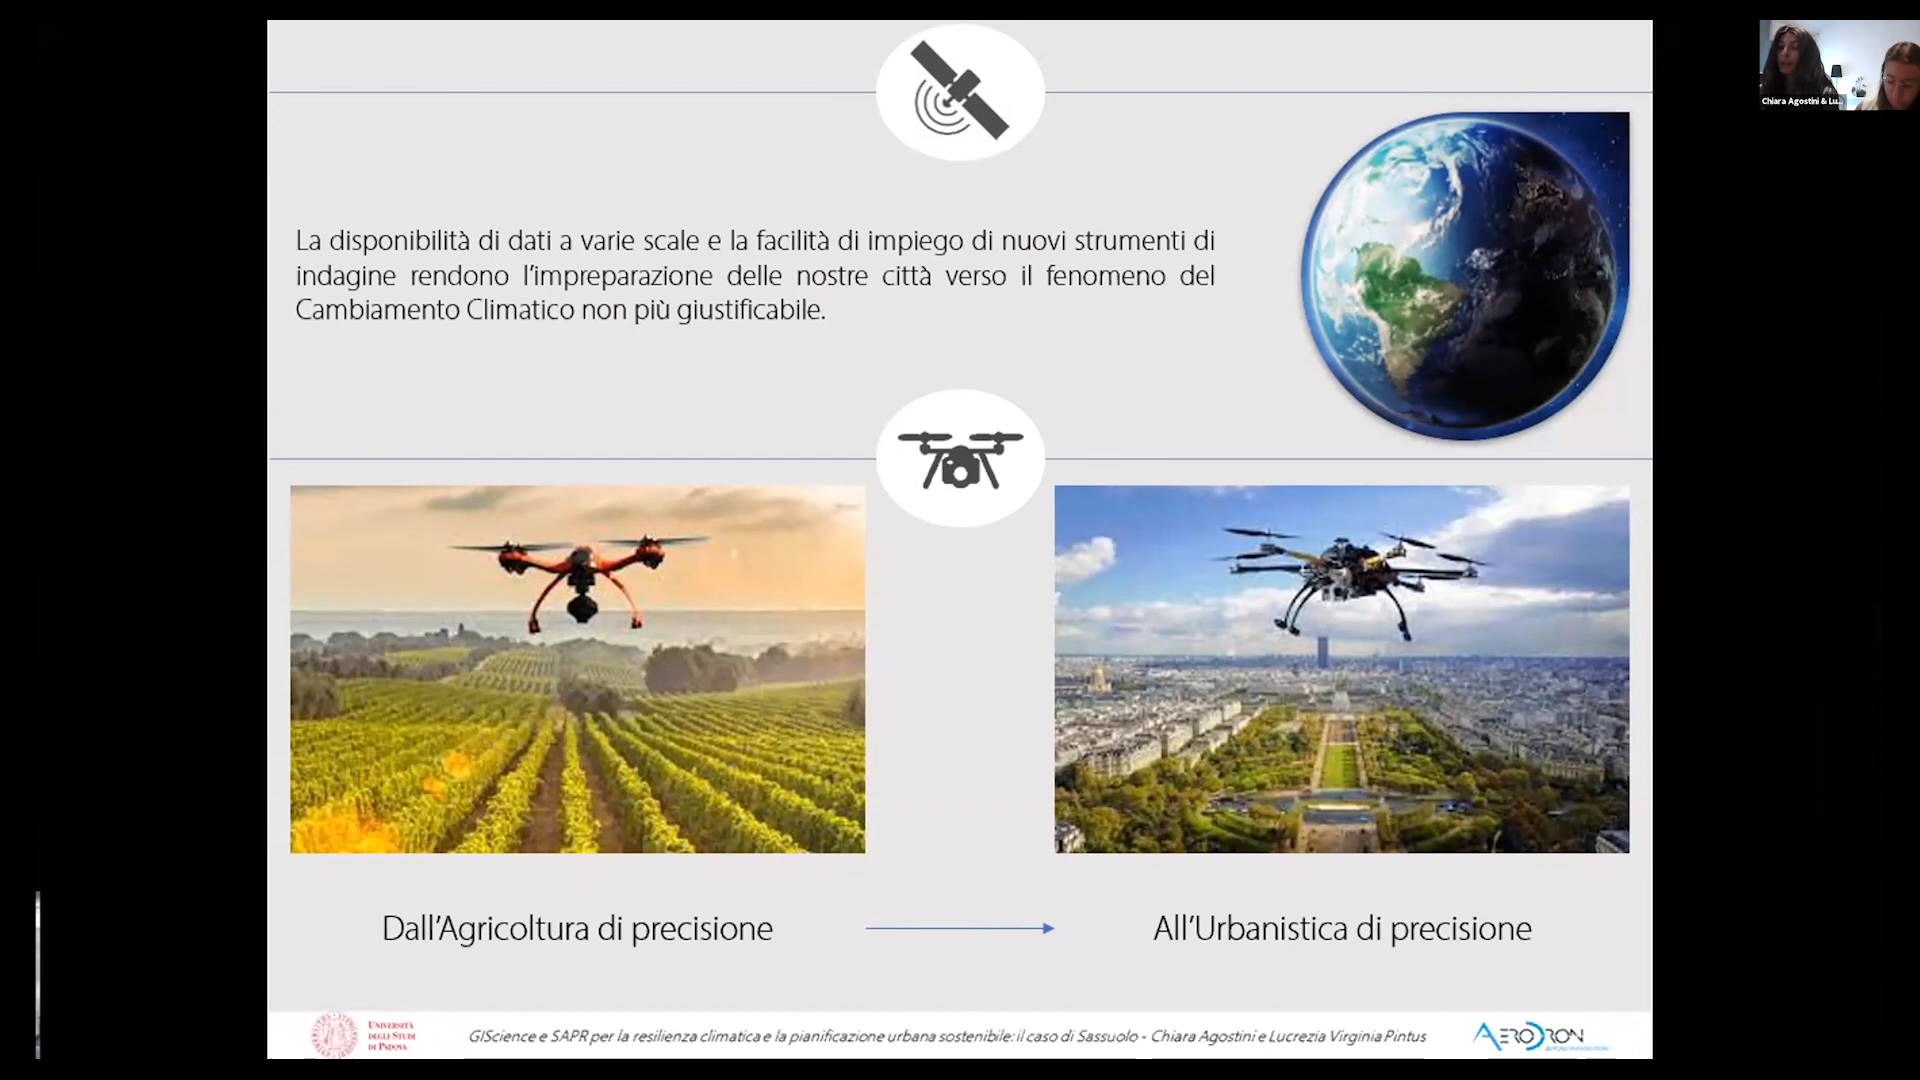 Chiara Agostini & Lu...
La disponibilità di dati a varie scale e la facilità di impiego di nuovi strumenti di
indagine rendono l'impreparazione delle nostre città verso il fenomeno del
Cambiamento Climatico non più giustificabile.
Dall'Agricoltura di precisione
All'Urbanistica di precisione
UNIVERSITÀ
DEGLI STUDI
DI PADOVA
GIScience e SAPR per la resilienza climatica e la pianificazione urbana sostenibile: il caso di Sassuolo - Chiara Agostini e Lucrezia Virginia Pintus
AERODRON